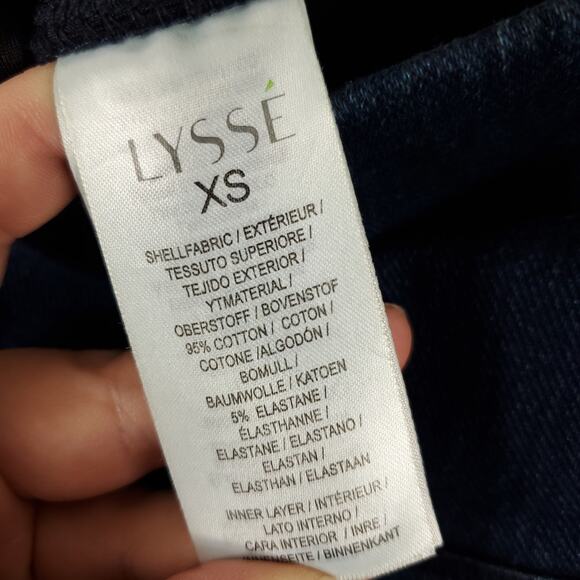 LYSSÉ
XS
SHELLFABRIC / EXTÉRIEUR /
TESSUTO SUPERIORE /
TEJIDO EXTERIOR /
YTMATERIAL /
OBERSTOFF / BOVENSTOF
95% COTTON / COTON /
COTONE /ALGODÓN /
BOMULL /
BAUMWOLLE / KATOEN
5% ELASTANE /
ÉLASTHANNE /
ELASTANE / ELASTANO /
ELASTAN /
ELASTHAN / ELASTAAN
INNER LAYER / INTÉRIEUR /
LATO INTERNO /
CARA INTERIOR / INRE /
/ BINNENKANT